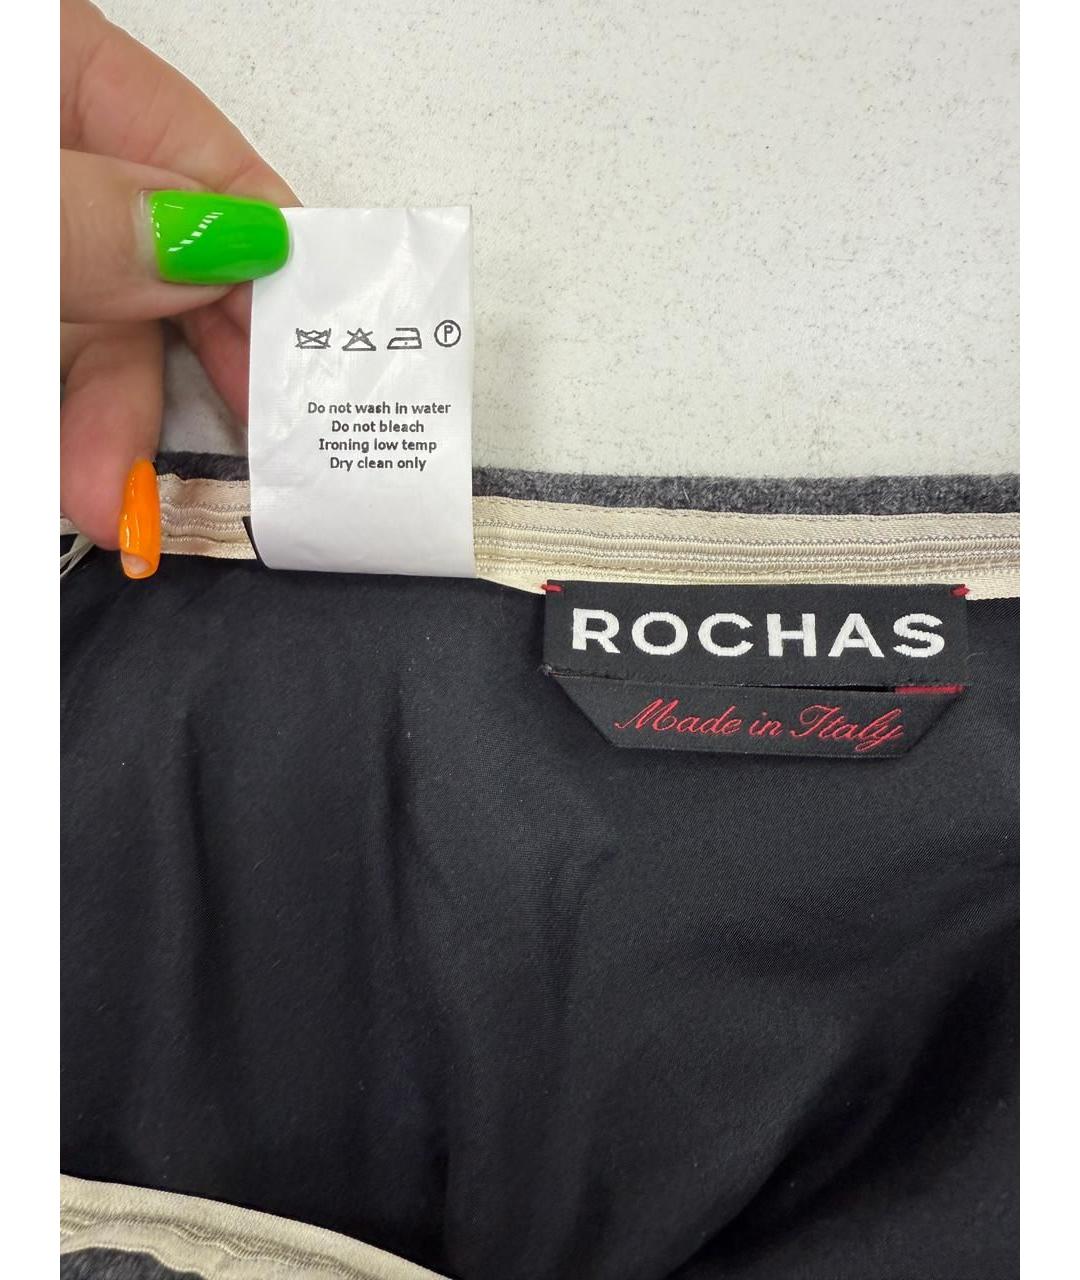 P
Do not wash in water
Do not bleach
Ironing low temp
Dry clean only
ROCHAS
Made in Italy